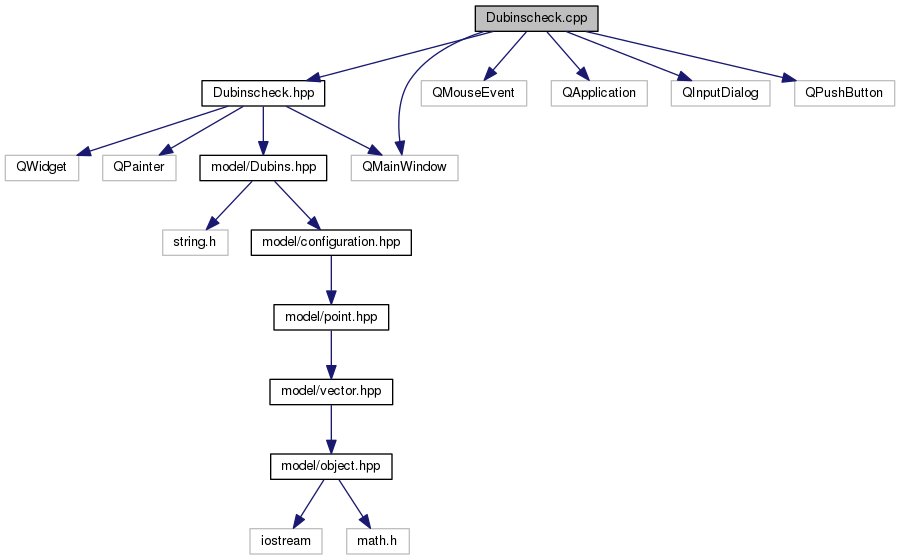 Dubinscheck.cpp
Dubinscheck.hpp
QMouseEvent
QApplication
QInputDialog
QPushButton
QWidget
QPainter
model/Dubins.hpp
QMainWindow
string.h
model/configuration.hpp
model/point.hpp
model/vector.hpp
model/object.hpp
iostream
math.h